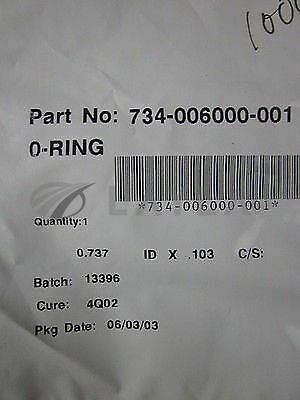 Part No: 734-006000-001
0-RING
*734-006000-001*
Quantity:1
0.737 ID X .103 C/S:
Batch: 13396
Cure: 4Q02
Pkg Date: 06/03/03